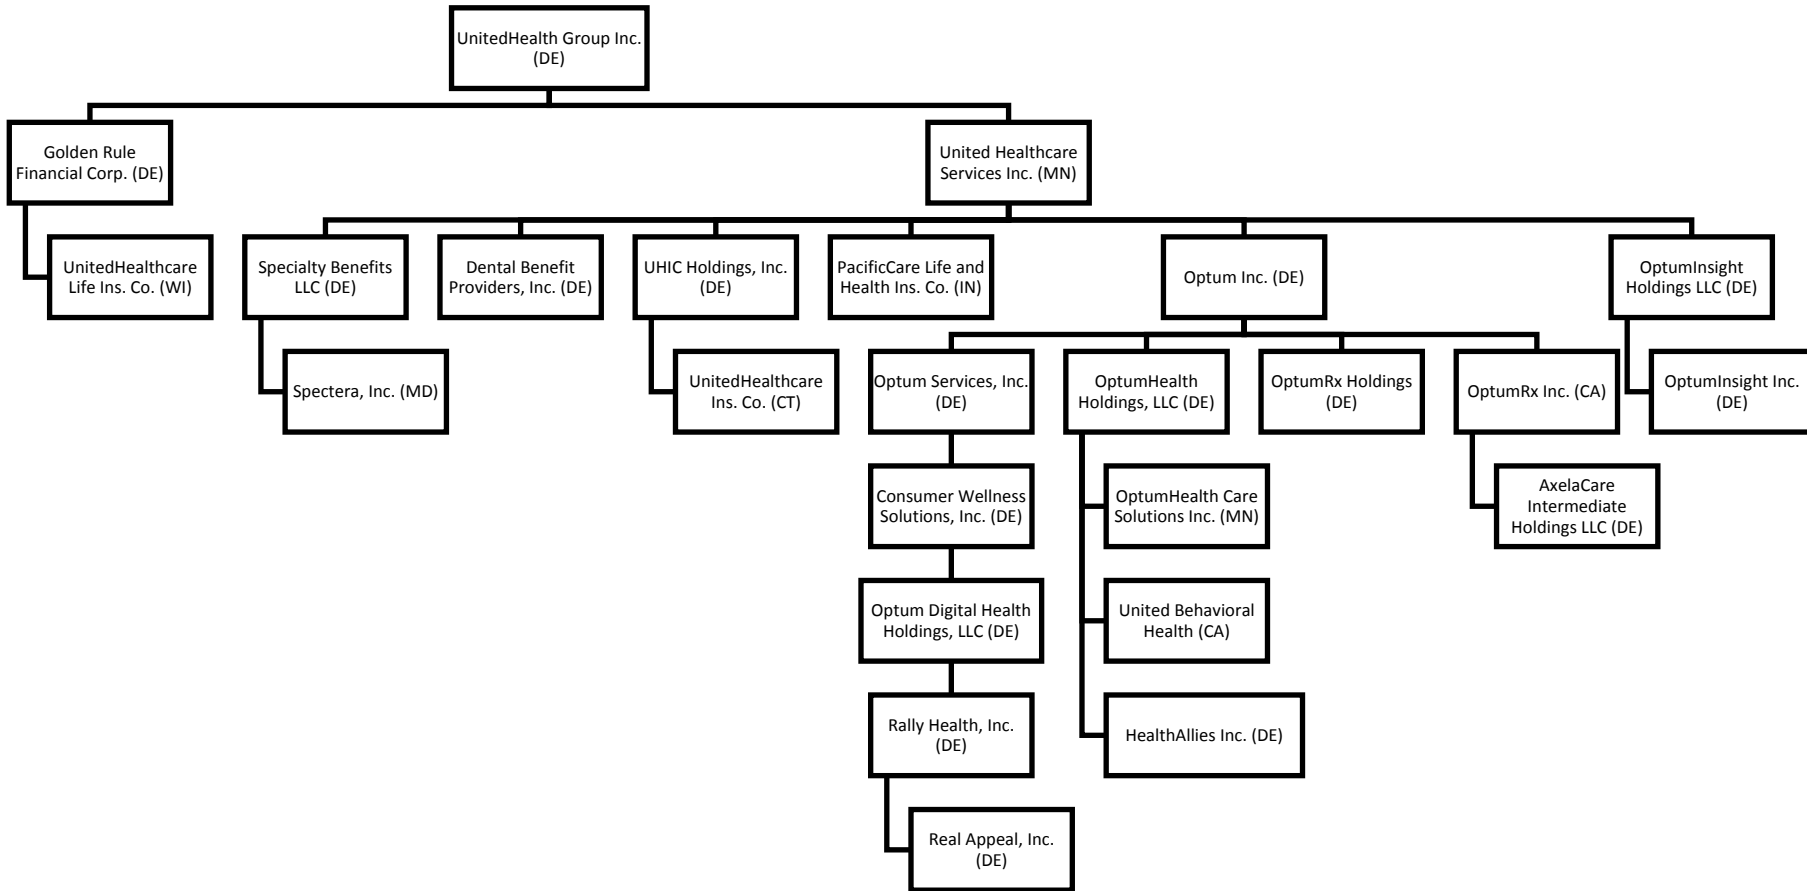 UnitedHealth Group Inc.
(DE)
Golden Rule
Financial Corp. (DE)
United Healthcare
Services Inc. (MN)
UnitedHealthcare
Life Ins. Co. (WI)
Specialty Benefits
LLC (DE)
Dental Benefit
Providers, Inc. (DE)
UHIC Holdings, Inc.
(DE)
PacificCare Life and
Health Ins. Co. (IN)
Optum Inc. (DE)
OptumInsight
Holdings LLC (DE)
Spectera, Inc. (MD)
UnitedHealthcare
Ins. Co. (CT)
Optum Services, Inc.
(DE)
OptumHealth
Holdings, LLC (DE)
OptumRx Holdings
(DE)
OptumRx Inc. (CA)
OptumInsight Inc.
(DE)
Consumer Wellness
Solutions, Inc. (DE)
OptumHealth Care
Solutions Inc. (MN)
AxelaCare
Intermediate
Holdings LLC (DE)
Optum Digital Health
Holdings, LLC (DE)
United Behavioral
Health (CA)
Rally Health, Inc.
(DE)
HealthAllies Inc. (DE)
Real Appeal, Inc.
(DE)